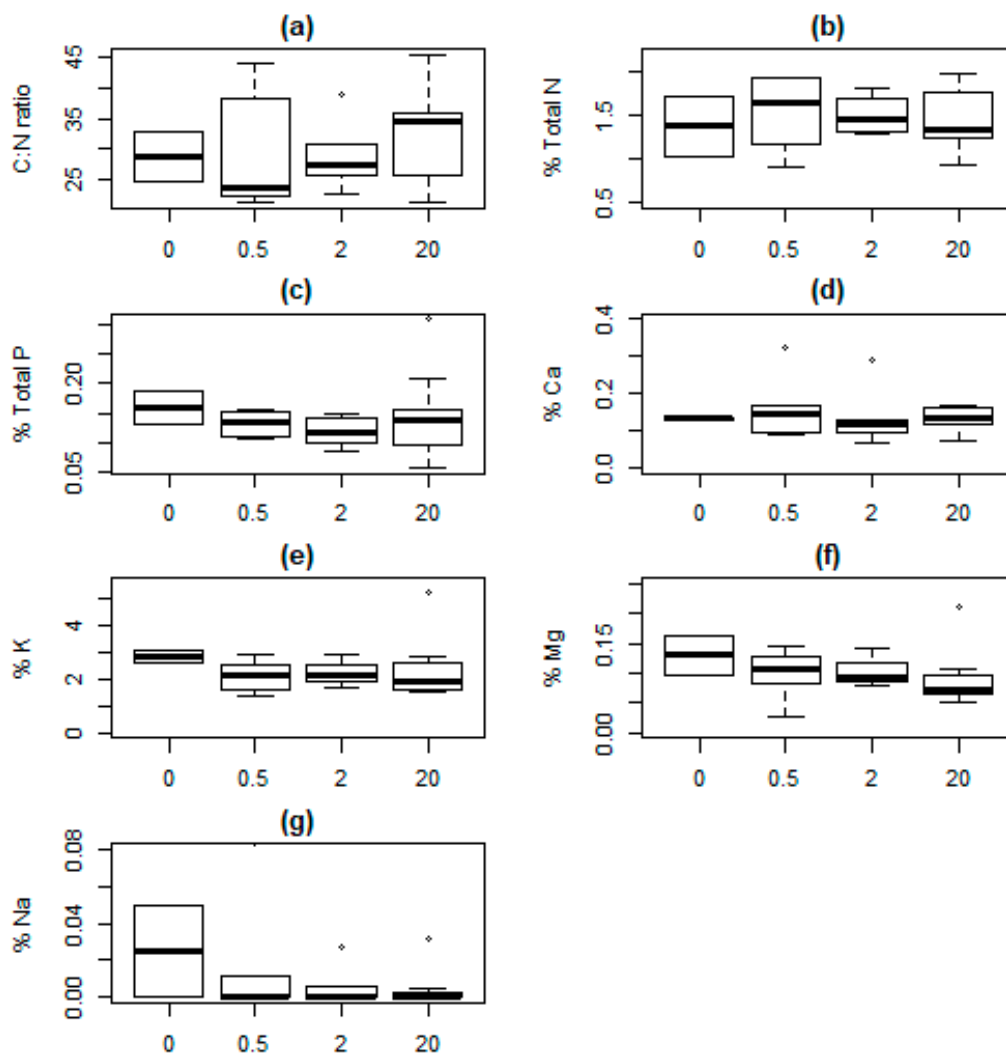 (a)
C:N ratio
45
35
25
0 0.5 2 20
(b)
% Total N
1.5
0.5
0 0.5 2 20
(c)
% Total P
0.20
0.05
0 0.5 2 20
(d)
% Ca
0.4
0.2
0.0
0 0.5 2 20
(e)
% K
4
2
0
0 0.5 2 20
(f)
% Mg
0.15
0.00
0 0.5 2 20
(g)
% Na
0.08
0.04
0.00
0 0.5 2 20